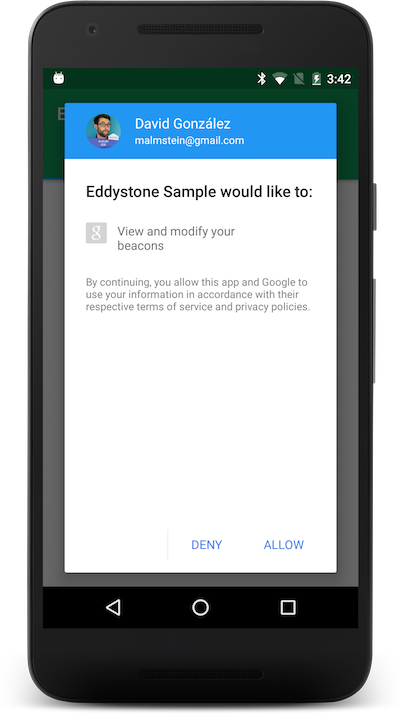 3:42
E
David González
malmstein@gmail.com
Eddystone Sample would like to:
g
View and modify your
beacons
By continuing, you allow this app and Google to
use your information in accordance with their
respective terms of service and privacy policies.
DENY
ALLOW